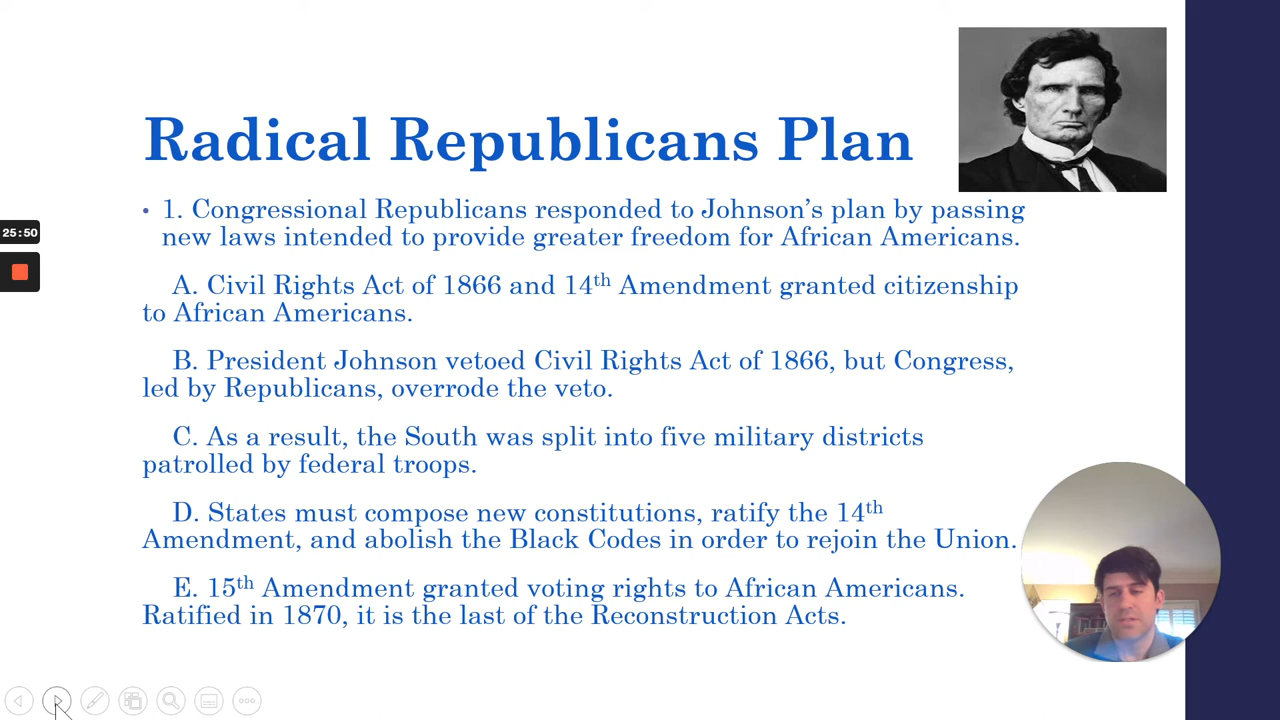 Radical Republicans Plan
• 1. Congressional Republicans responded to Johnson’s plan by passing
new laws intended to provide greater freedom for African Americans.
A. Civil Rights Act of 1866 and 14th Amendment granted citizenship
to African Americans.
B. President Johnson vetoed Civil Rights Act of 1866, but Congress,
led by Republicans, overrode the veto.
C. As a result, the South was split into five military districts
patrolled by federal troops.
D. States must compose new constitutions, ratify the 14th
Amendment, and abolish the Black Codes in order to rejoin the Union.
E. 15th Amendment granted voting rights to African Americans.
Ratified in 1870, it is the last of the Reconstruction Acts.
25:50